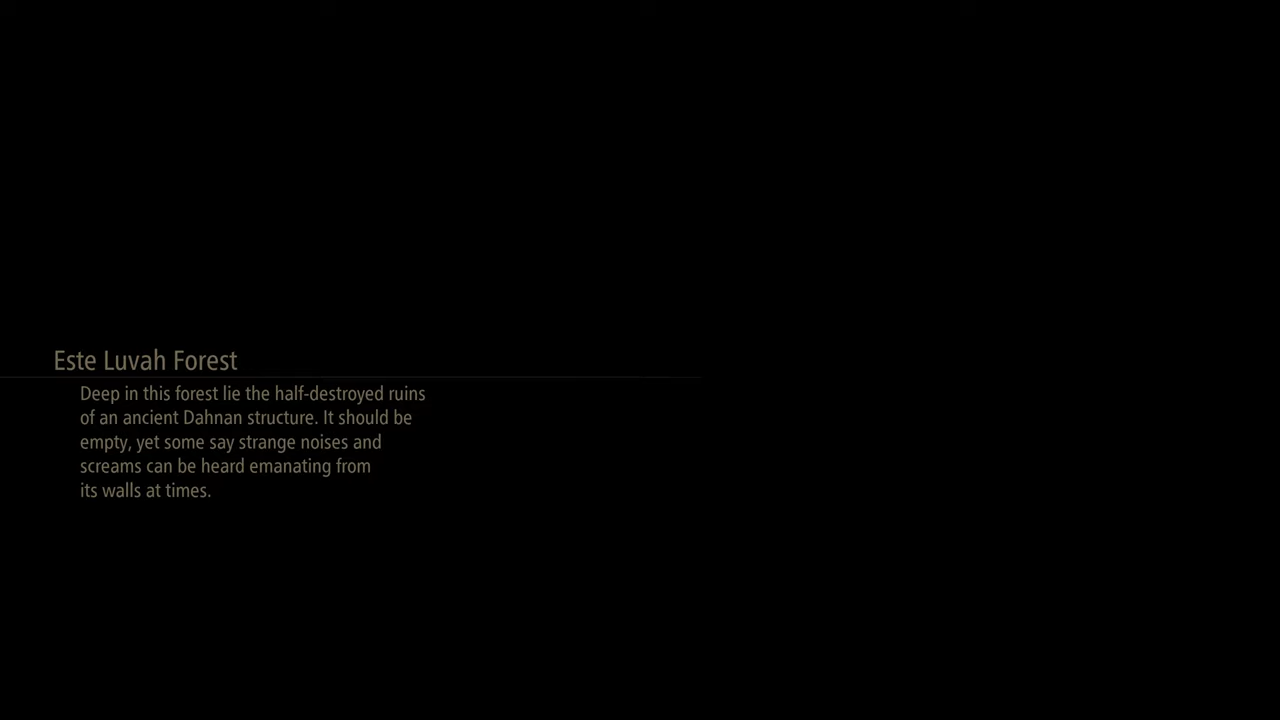 Este Luvah Forest
Deep in this forest lie the half-destroyed ruins
of an ancient Dahnan structure. It should be
empty, yet some say strange noises and
screams can be heard emanating from
its walls at times.